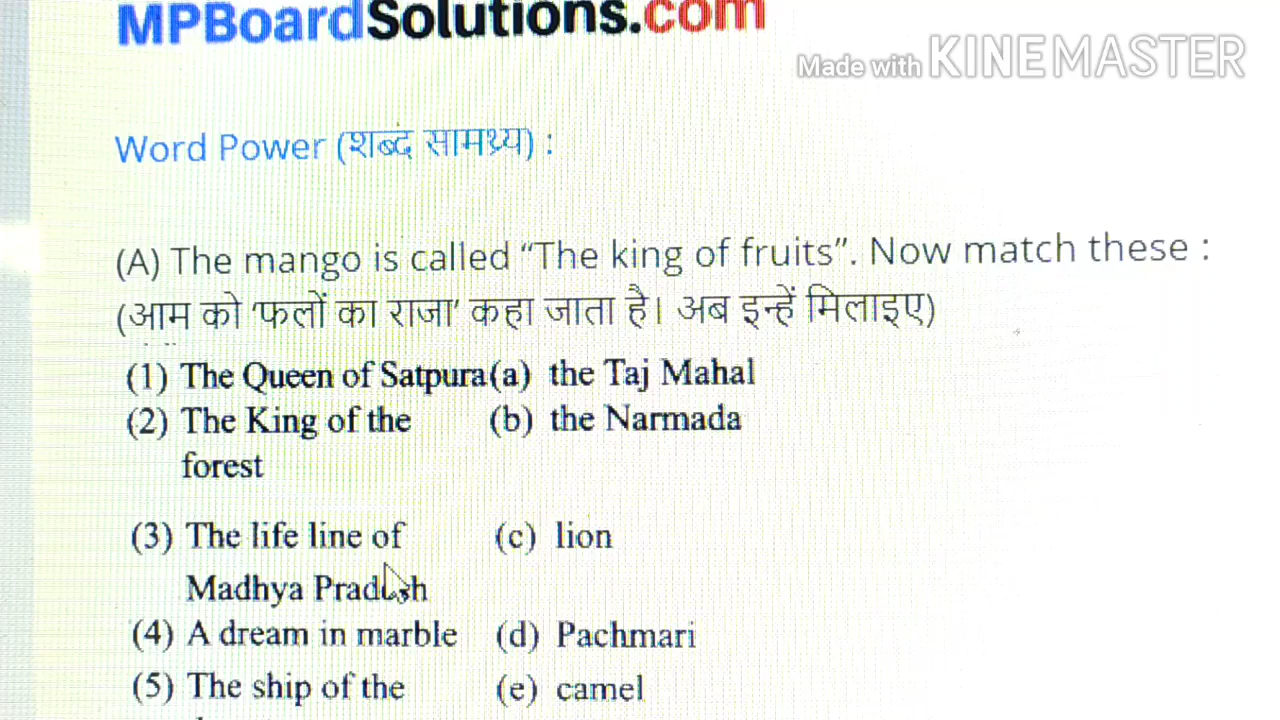 MPBoardSolutions.com
Made with KINEMASTER
Word Power (शब्द सामर्थ्य) :
(A) The mango is called “The king of fruits”. Now match these :
(आम को ‘फलों का राजा’ कहा जाता है। अब इन्हें मिलाइए)
(1) The Queen of Satpura (a) the Taj Mahal
(2) The King of the (b) the Narmada
forest
(3) The life line of (c) lion
Madhya Pradesh
(4) A dream in marble (d) Pachmari
(5) The ship of the (e) camel